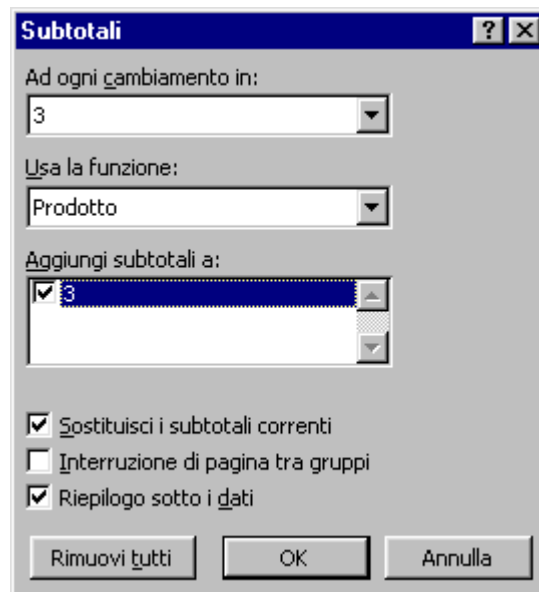 Subtotali
Ad ogni cambiamento in:
3
Usa la funzione:
Prodotto
Aggiungi subtotali a:
3
Sostituisci i subtotali correnti
Interruzione di pagina tra gruppi
Riepilogo sotto i dati
Rimuovi tutti OK Annulla